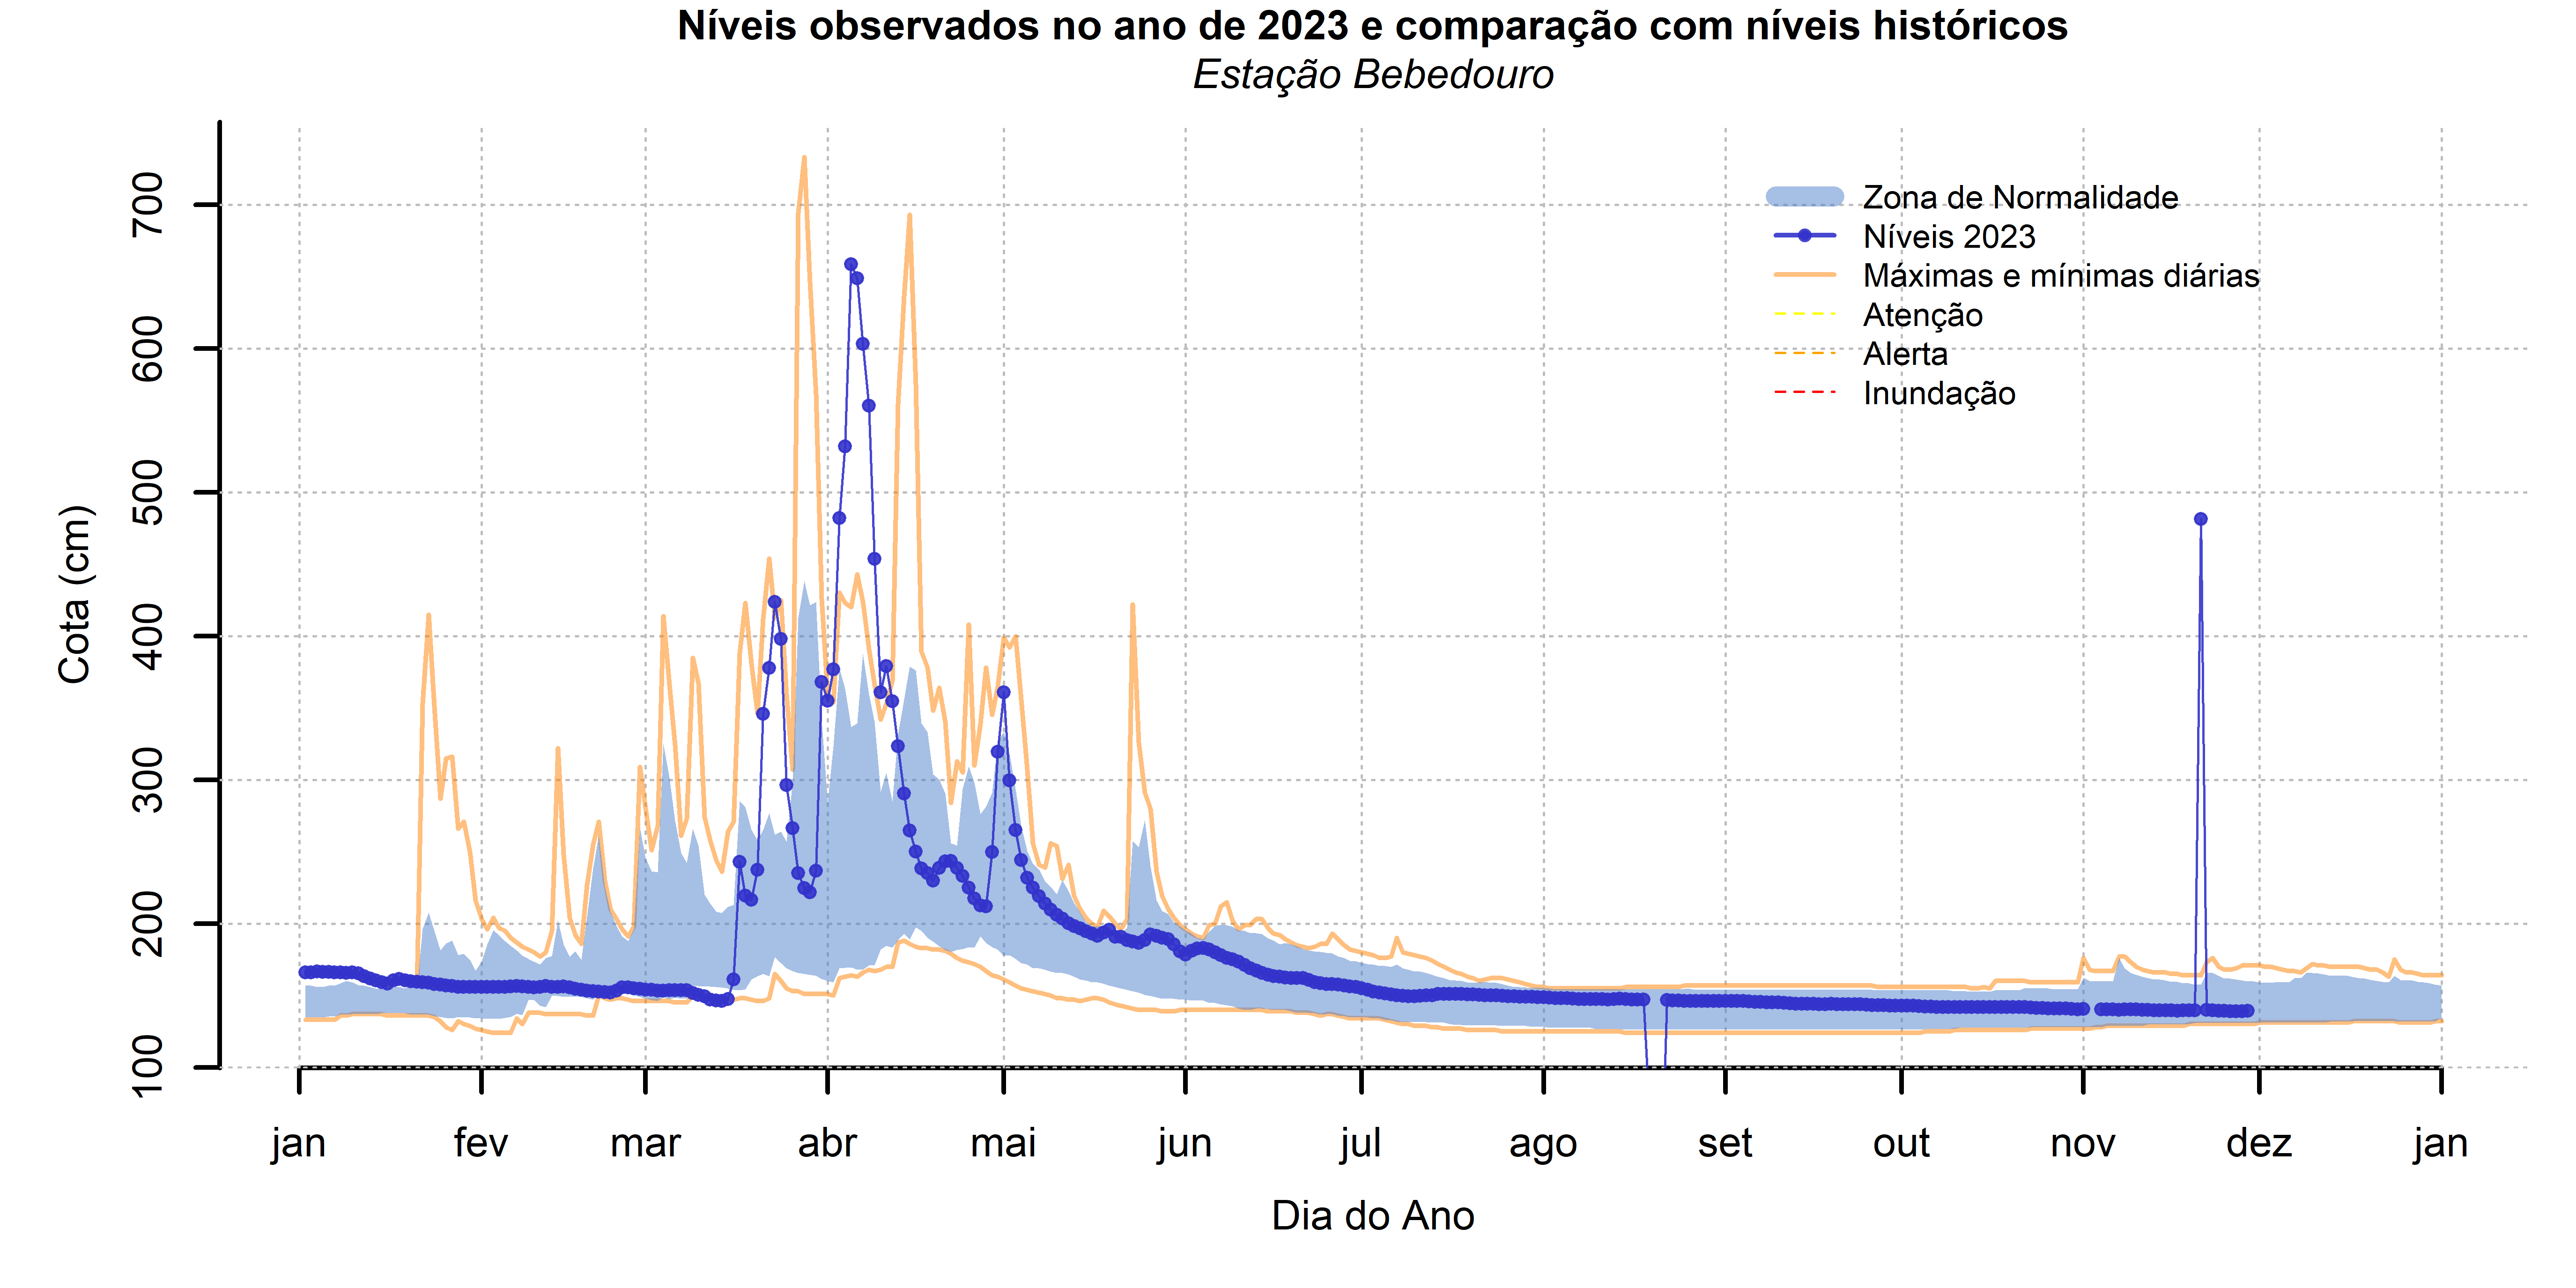 Níveis observados no ano de 2023 e comparação com níveis históricos
Estação Bebedouro
Zona de Normalidade
Níveis 2023
Máximas e mínimas diárias
Atenção
Alerta
Inundação
Cota (cm)
700
600
500
400
300
200
100
jan fev mar abr mai jun jul ago set out nov dez jan
Dia do Ano